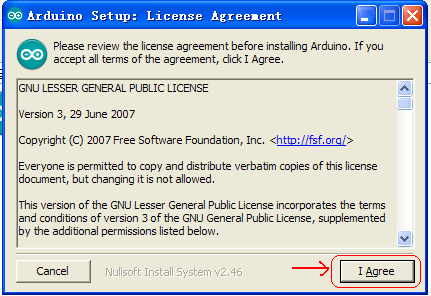 Arduino Setup: License Agreement
Please review the license agreement before installing Arduino. If you
accept all terms of the agreement, click I Agree.
GNU LESSER GENERAL PUBLIC LICENSE
Version 3, 29 June 2007
Copyright (C) 2007 Free Software Foundation, Inc. <http://fsf.org/>
Everyone is permitted to copy and distribute verbatim copies of this license
document, but changing it is not allowed.
This version of the GNU Lesser General Public License incorporates the terms
and conditions of version 3 of the GNU General Public License, supplemented
by the additional permissions listed below.
Cancel Nullsoft Install System v2.46 I Agree